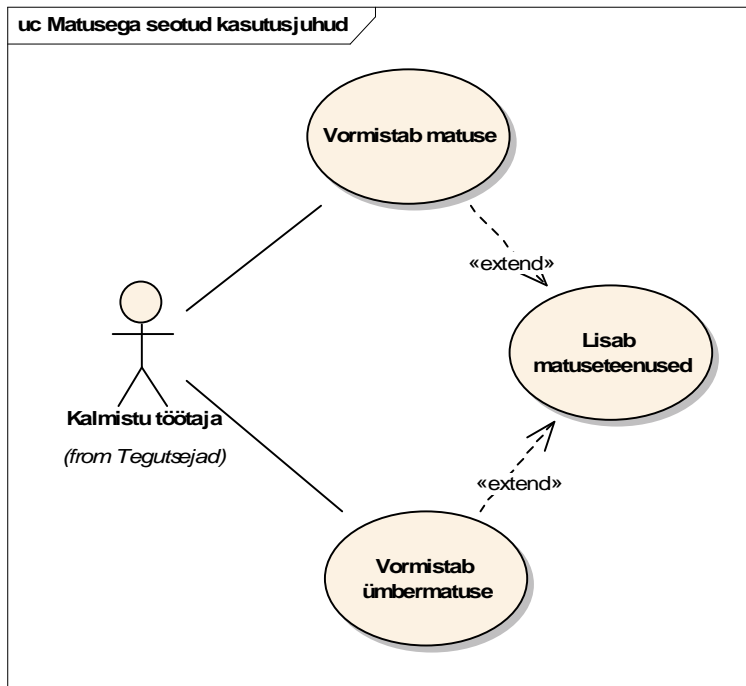 uc Matusega seotud kasutusjuhud
Vormistab matuse
«extend»
Lisab
matuseteenused
Kalmistu töötaja
(from Tegutsejad)
«extend»
Vormistab
ümbermatuse